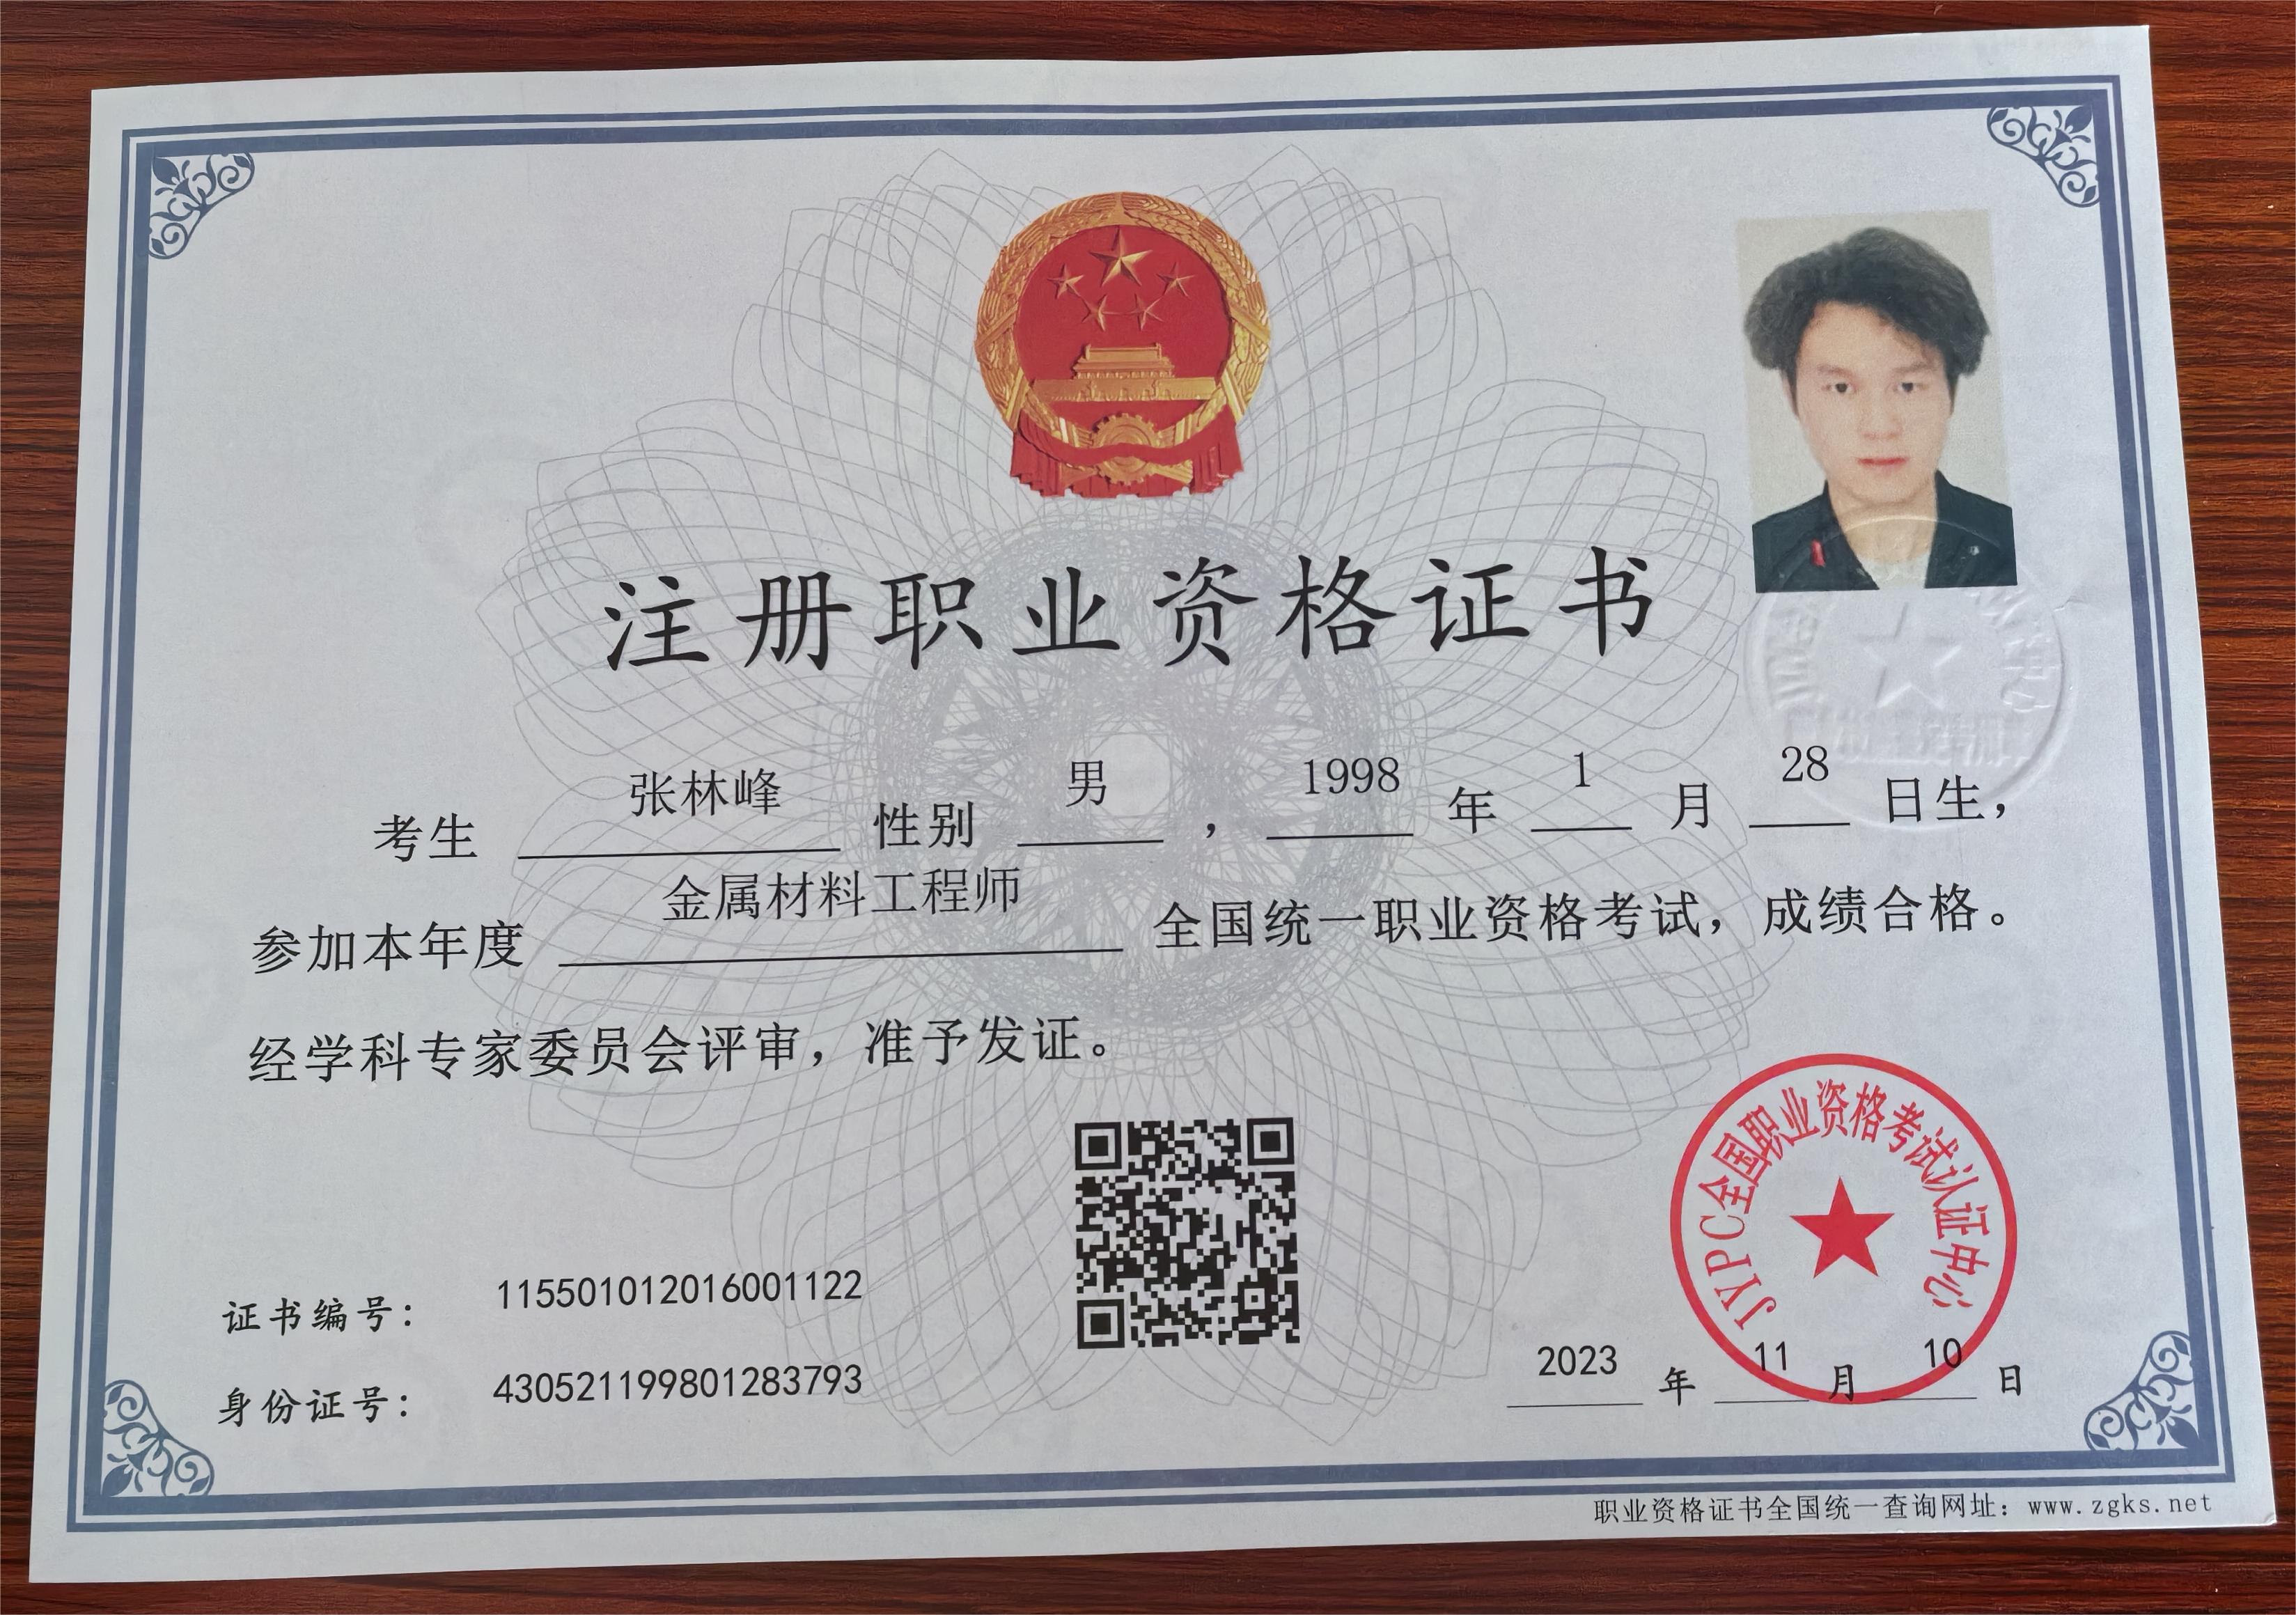 注册职业资格证书
考生 张林峰 性别 男 ，1998 年 1 月 28 日生，
参加本年度 金属材料工程师 全国统一职业资格考试，成绩合格。
经学科专家委员会评审，准予发证。
证书编号： 115501012016001122
身份证号： 430521199801283793
JYPC全国职业资格考试认证中心
2023 年 11 月 10 日
职业资格证书全国统一查询网址：www.zgks.net